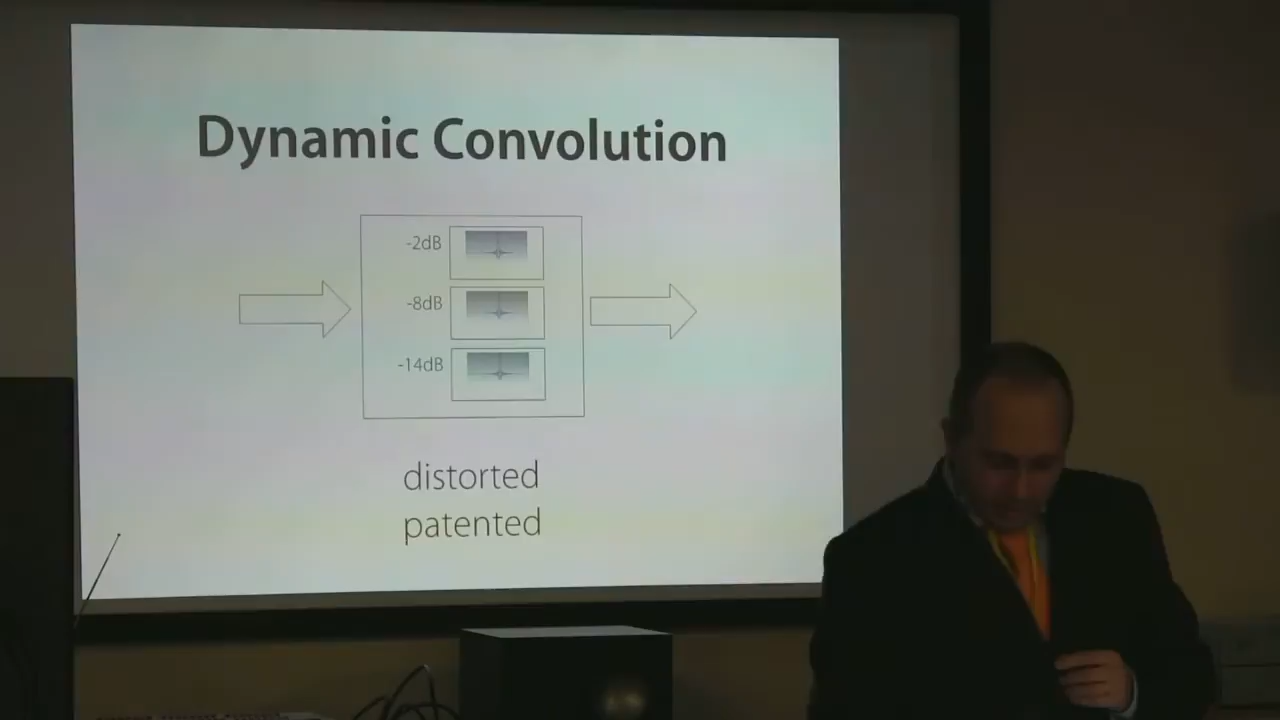 Dynamic Convolution
-2dB
-8dB
-14dB
distorted
patented